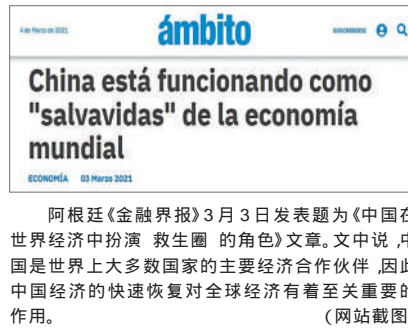 4 de Marzo de 2021
ámbito
SUSCRIBIRSE
China está funcionando como
"salvavidas" de la economía
mundial
ECONOMÍA 03 Marzo 2021
阿根廷《金融界报》3月3日发表题为《中国在
世界经济中扮演 救生圈 的角色》文章。文中说,中
国是世界上大多数国家的主要经济合作伙伴,因此
中国经济的快速恢复对全球经济有着至关重要的
作用。 (网站截图